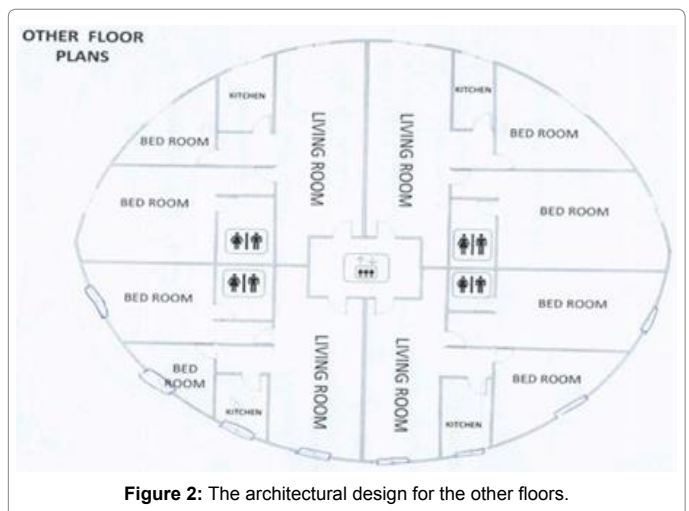 OTHER FLOOR
PLANS
KITCHEN
KITCHEN
LIVING ROOM
LIVING ROOM
BED ROOM
BED ROOM
BED ROOM
BED ROOM
BED ROOM
BED ROOM
BED
ROOM
BED ROOM
LIVING ROOM
LIVING ROOM
KITCHEN
KITCHEN
Figure 2: The architectural design for the other floors.